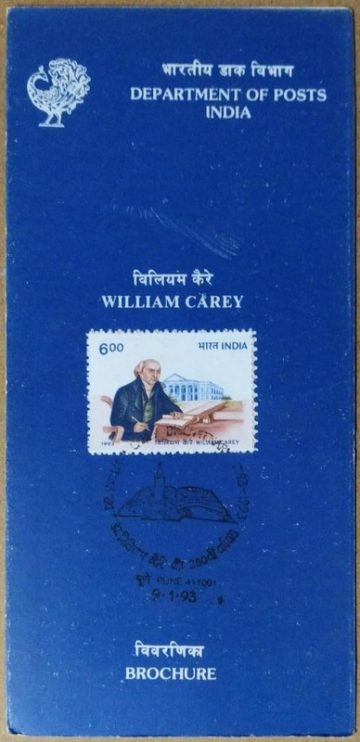 भारतीय डाक विभाग
DEPARTMENT OF POSTS
INDIA
विलियम कैरे
WILLIAM CAREY
6.00 भारत INDIA
विलियम कैरे WILLIAM CAREY
पुणे PUNE 411001
9-1-93
विवरणिका
BROCHURE